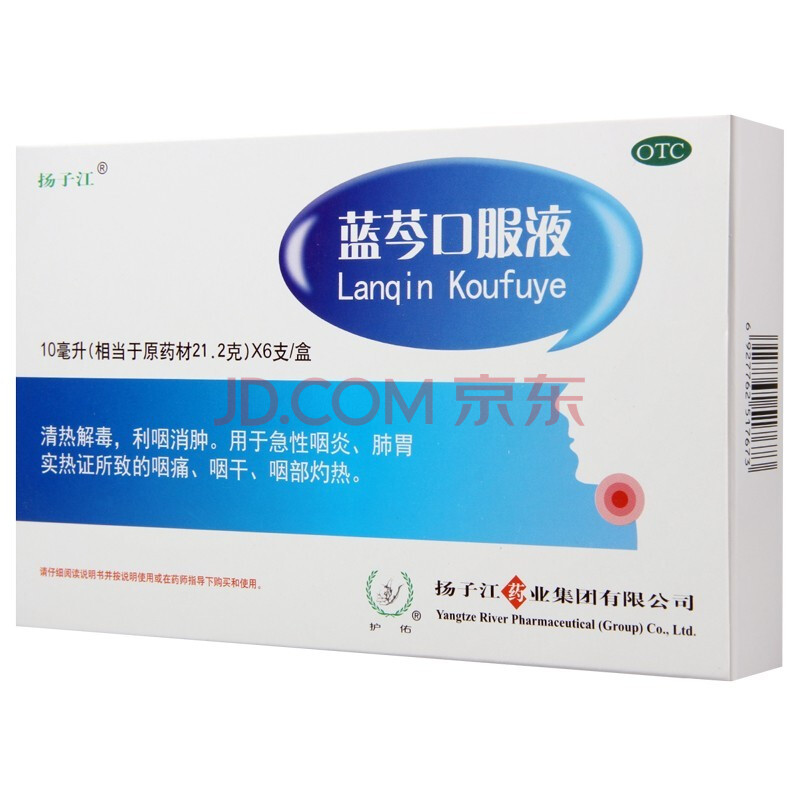 扬子江®
OTC
蓝芩口服液
Lanqin Koufuye
10毫升(相当于原药材21.2克)X6支/盒
JD.COM 京东
清热解毒，利咽消肿。用于急性咽炎、肺胃
实热证所致的咽痛、咽干、咽部灼热。
请仔细阅读说明书并按说明使用或在药师指导下购买和使用。
护佑®
扬子江药业集团有限公司
Yangtze River Pharmaceutical (Group) Co., Ltd.
6 927762 517673